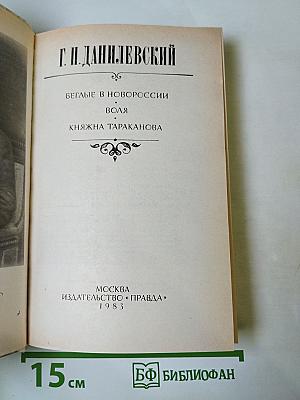 Г. П. ДАНИЛЕВСКИЙ
БЕГЛЫЕ В НОВОРОССИИ
•
ВОЛЯ
•
КНЯЖНА ТАРАКАНОВА
МОСКВА
ИЗДАТЕЛЬСТВО «ПРАВДА»
1983
15 см
БФ БИБЛИОФАН